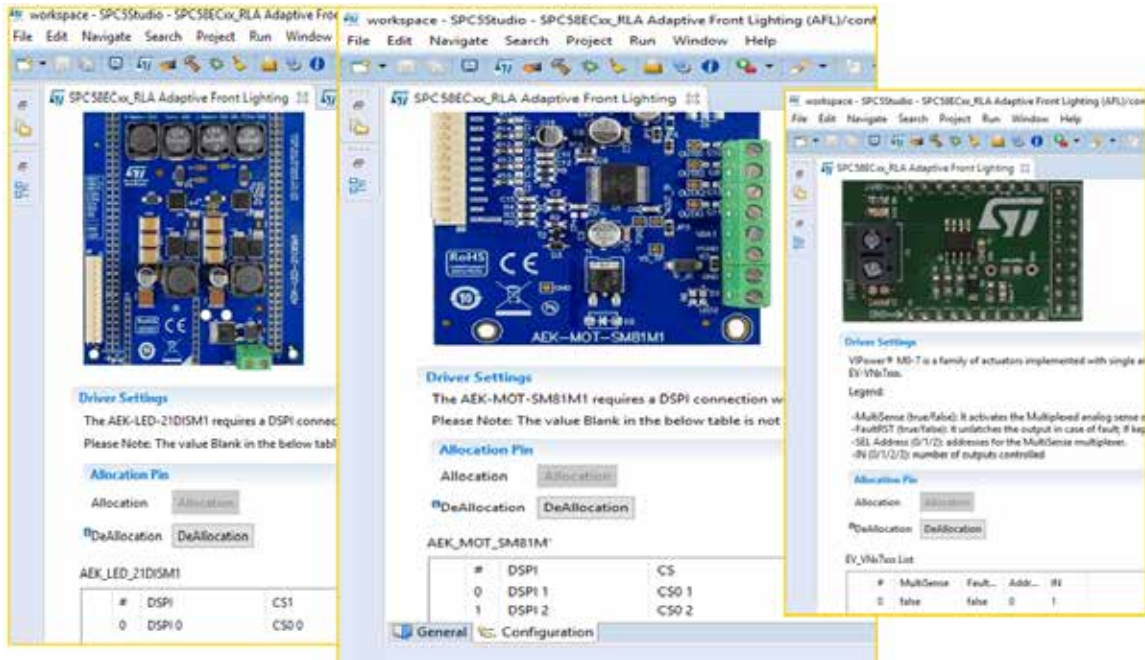 workspace - SPC5Studio - SPC58ECxx_RLA Adaptive Fro
File Edit Navigate Search Project Run Window
SPC58ECxx_RLA Adaptive Front Lighting
AEK-LED-21DISM1
Driver Settings
The AEK-LED-21DISM1 requires a DSPI connec
Please Note: The value Blank in the below tabl
Allocation Pin
Allocation Allocation
DeAllocation DeAllocation
AEK_LED_21DISM1
# DSPI CS1
0 DSPI 0 CS0 0
workspace - SPC5Studio - SPC58ECxx_RLA Adaptive Front Lighting (AFL)/conf
File Edit Navigate Search Project Run Window Help
SPC58ECxx_RLA Adaptive Front Lighting
RoHS
CE
10
GND
AEK-MOT-SM81M1
Driver Settings
The AEK-MOT-SM81M1 requires a DSPI connection w
Please Note: The value Blank in the below table is not
Allocation Pin
Allocation Allocation
DeAllocation DeAllocation
AEK_MOT_SM81M'
# DSPI CS
0 DSPI 1 CS0 1
1 DSPI 2 CS0 2
General Configuration
workspace - SPC5Studio - SPC58ECxx_RLA Adaptive Front Lighting (AFL)/conf
File Edit Navigate Search Project Run Window Help
SPC58ECxx_RLA Adaptive Front Lighting
ST
Driver Settings
VIPower® M0-7 is a family of actuators implemented with single a
EV-VNx7xxx.
Legend:
-MultiSense (true/false): It activates the Multiplexed analog sense
-FaultRST (true/false): it unlatches the output in case of fault; If kep
-SEL Address (0/1/2): addresses for the MultiSense multiplexer.
-IN (0/1/2/3): number of outputs controlled
Allocation Pin
Allocation Allocation
DeAllocation DeAllocation
EV_VNx7xxx List
# MultiSense Fault... Addr... IN
0 false false 0 1